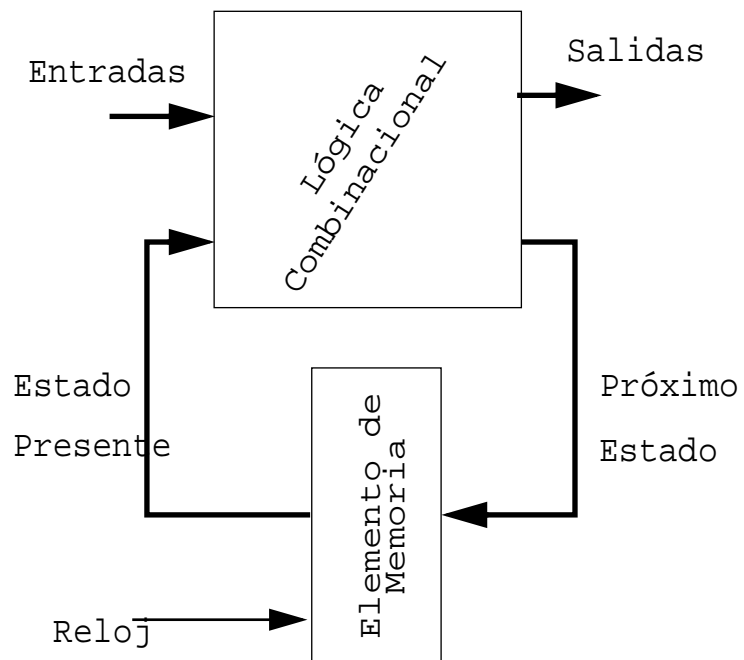 Entradas
Salidas
Lógica
Combinacional
Estado
Presente
Próximo
Estado
Elemento de
Memoria
Reloj